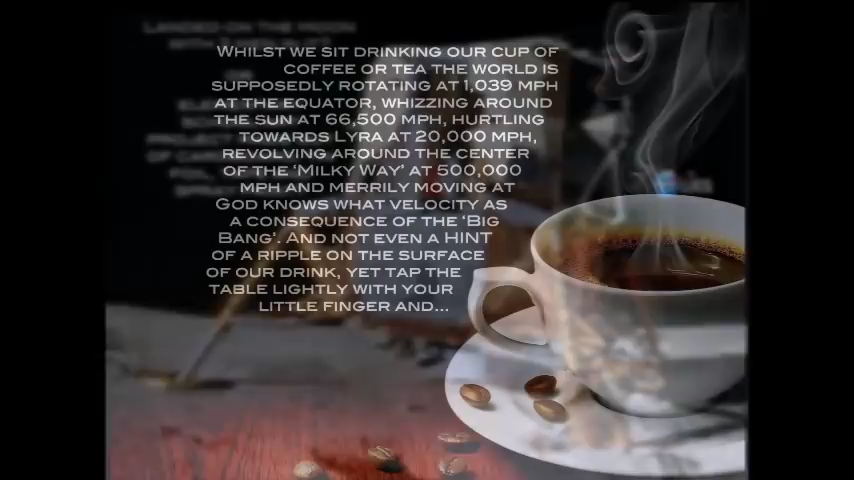 LANDED ON THE MOON
WHILST WE SIT DRINKING OUR CUP OF
COFFEE OR TEA THE WORLD IS
SUPPOSEDLY ROTATING AT 1,039 MPH
AT THE EQUATOR, WHIZZING AROUND
THE SUN AT 66,500 MPH, HURTLING
TOWARDS LYRA AT 20,000 MPH,
REVOLVING AROUND THE CENTER
OF THE 'MILKY WAY' AT 500,000
MPH AND MERRILY MOVING AT
GOD KNOWS WHAT VELOCITY AS
A CONSEQUENCE OF THE 'BIG
BANG'. AND NOT EVEN A HINT
OF A RIPPLE ON THE SURFACE
OF OUR DRINK, YET TAP THE
TABLE LIGHTLY WITH YOUR
LITTLE FINGER AND...